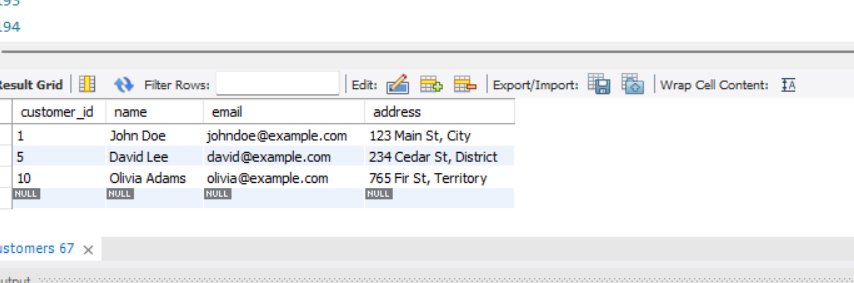 194
Result Grid Filter Rows: Edit: Export/Import: Wrap Cell Content: IA
customer_id name email address
1 John Doe johndoe@example.com 123 Main St, City
5 David Lee david@example.com 234 Cedar St, District
10 Olivia Adams olivia@example.com 765 Fir St, Territory
NULL NULL NULL NULL
ustomers 67 ×